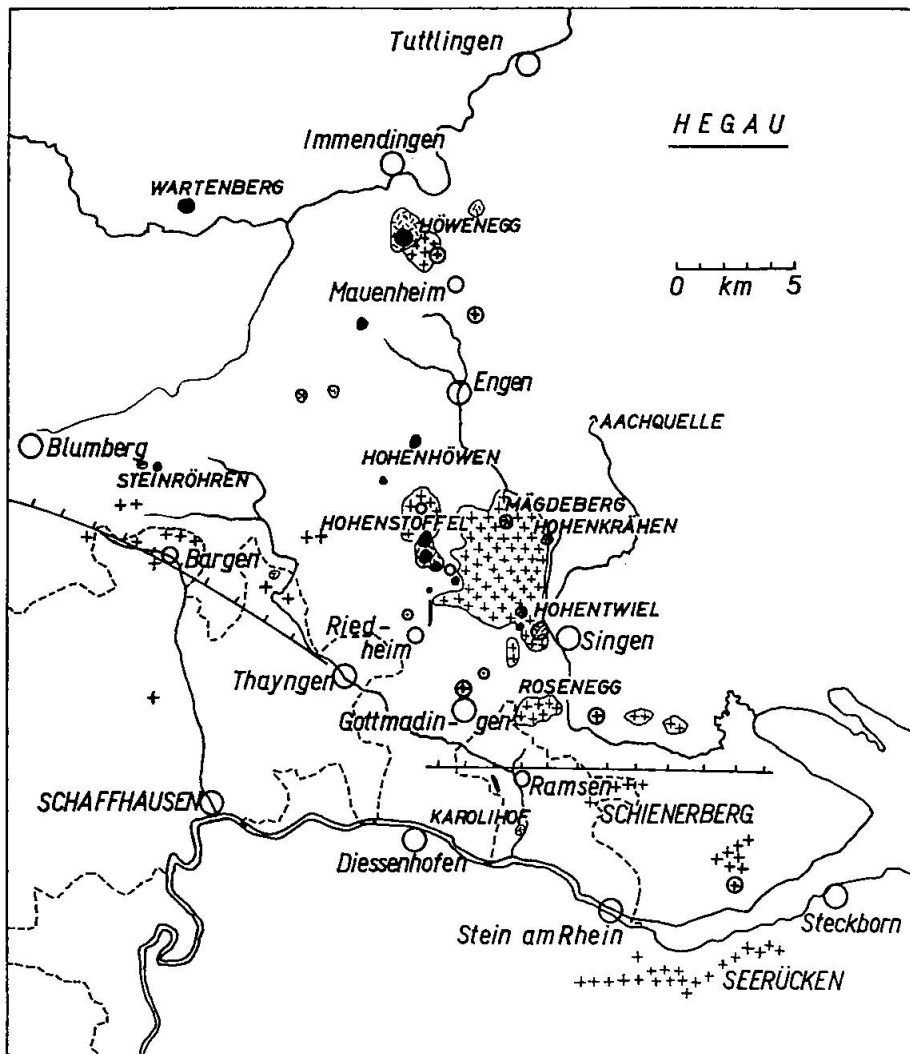 Tuttlingen
HEGAU
Immendingen
WARTENBERG
HÖWENEGG
0 km 5
Mauenheim
Engen
AACHQUELLE
Blumberg
HOHENHÖWEN
STEINRÖHREN
MÄGDEBERG
HOHENSTOFFEL
HOHENKRÄHEN
Bargen
HOHENTWIEL
Ried-
heim
Singen
Thayngen
ROSENEGG
Gottmadin-gen
Ramsen
SCHAFFHAUSEN
KAROLIHOF
SCHIENERBERG
Diessenhofen
Stein am Rhein
Steckborn
SEERÜCKEN